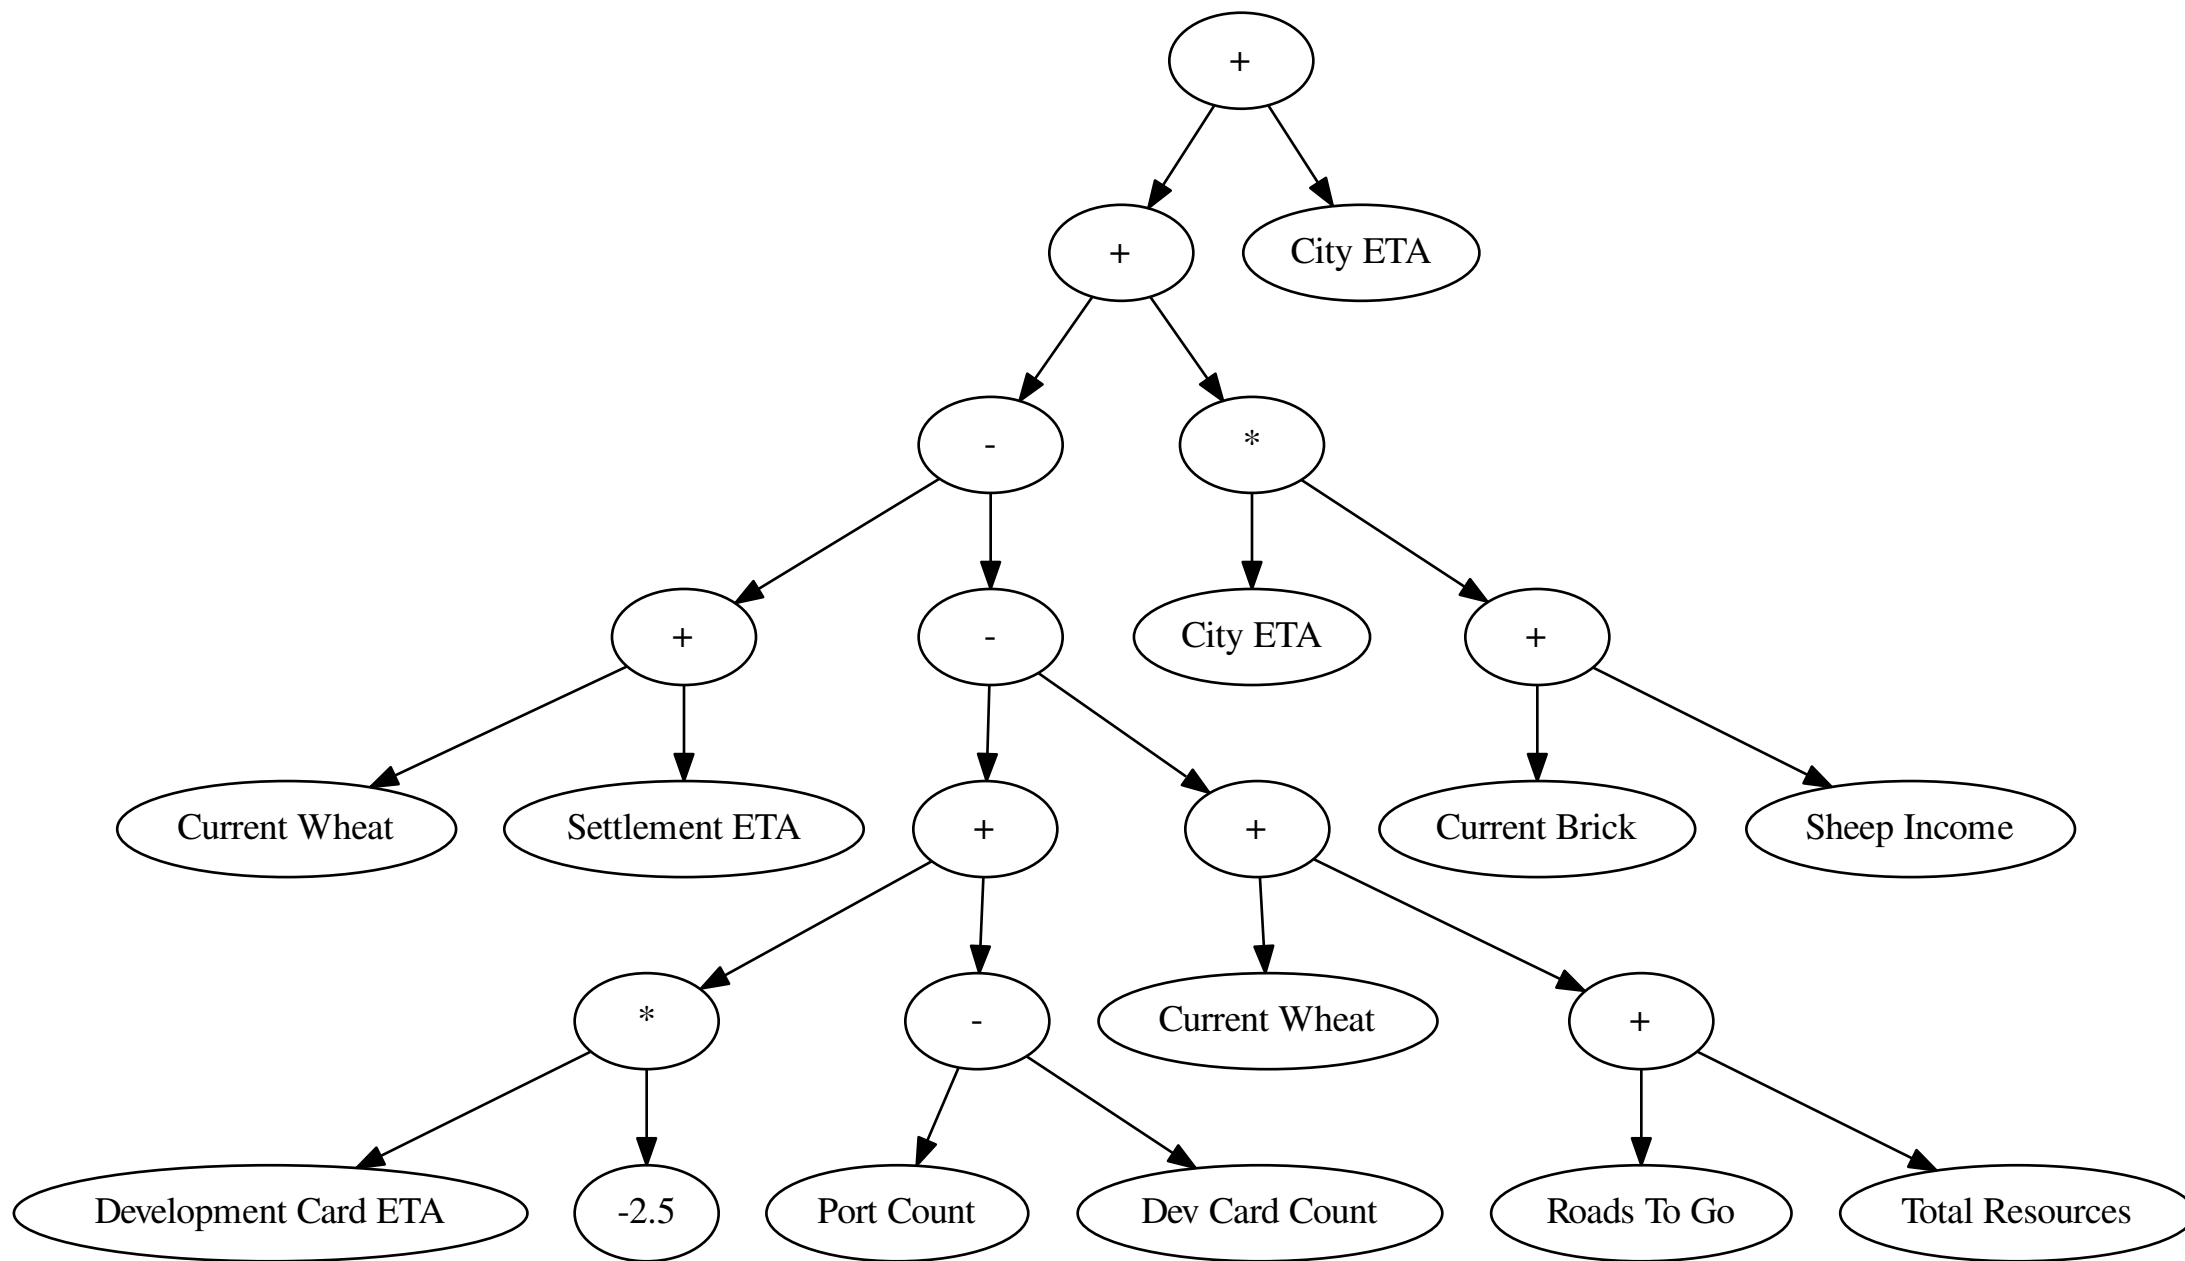 +
+
City ETA
-
*
+
-
City ETA
+
Current Wheat
Settlement ETA
+
+
Current Brick
Sheep Income
*
-
Current Wheat
+
Development Card ETA
-2.5
Port Count
Dev Card Count
Roads To Go
Total Resources